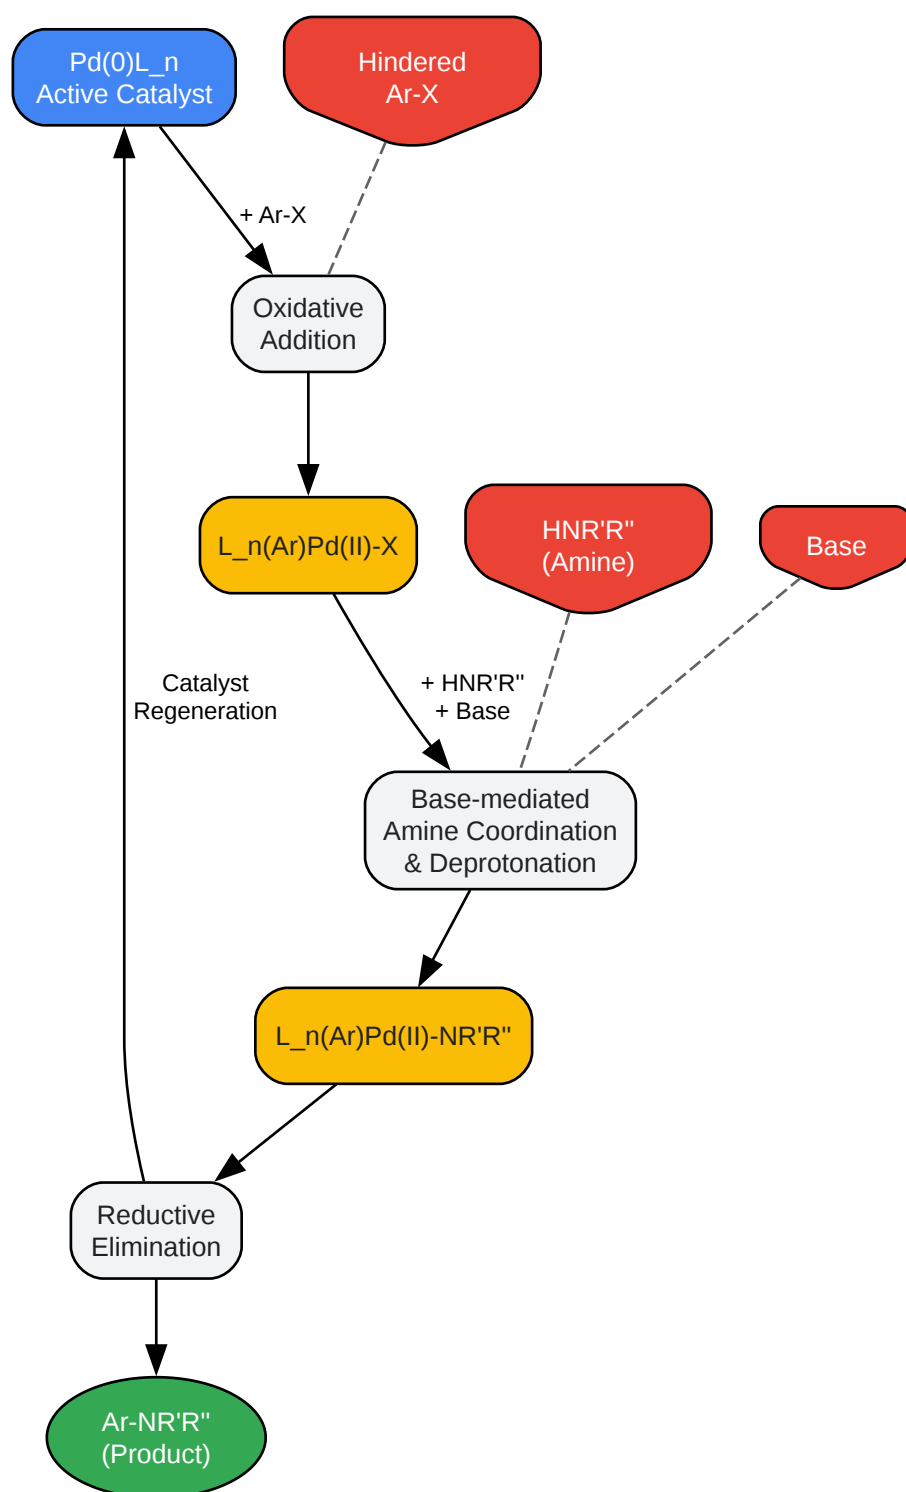 Pd(0)L_n
Active Catalyst
Hindered
Ar-X
+ Ar-X
Oxidative
Addition
L_n(Ar)Pd(II)-X
HNR'R"
(Amine)
Base
Catalyst
Regeneration
+ HNR'R"
+ Base
Base-mediated
Amine Coordination
& Deprotonation
L_n(Ar)Pd(II)-NR'R"
Reductive
Elimination
Ar-NR'R"
(Product)